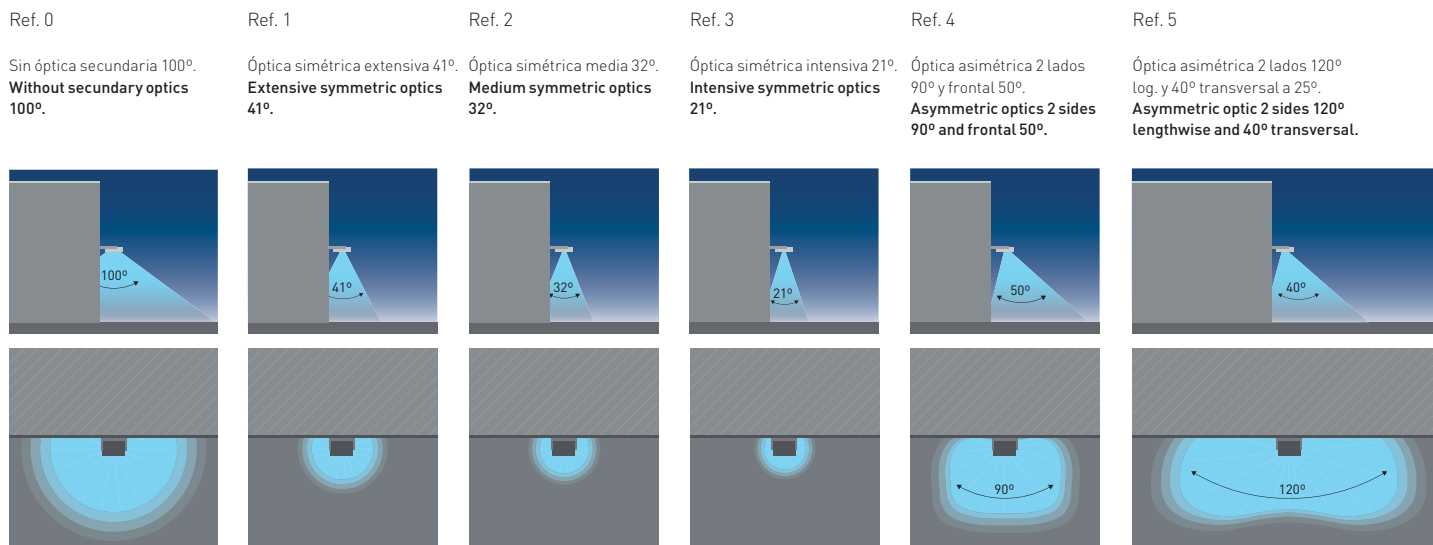 Ref. 0
Sin óptica secundaria 100º.
Without secundary optics
100º.
Ref. 1
Óptica simétrica extensiva 41º.
Extensive symmetric optics
41º.
Ref. 2
Óptica simétrica media 32º.
Medium symmetric optics
32º.
Ref. 3
Óptica simétrica intensiva 21º.
Intensive symmetric optics
21º.
Ref. 4
Óptica asimétrica 2 lados
90º y frontal 50º.
Asymmetric optics 2 sides
90º and frontal 50º.
Ref. 5
Óptica asimétrica 2 lados 120º
log. y 40º transversal a 25º.
Asymmetric optic 2 sides 120º
lengthwise and 40º transversal.
100º
41º
32º
21º
50º
40º
90º
120º